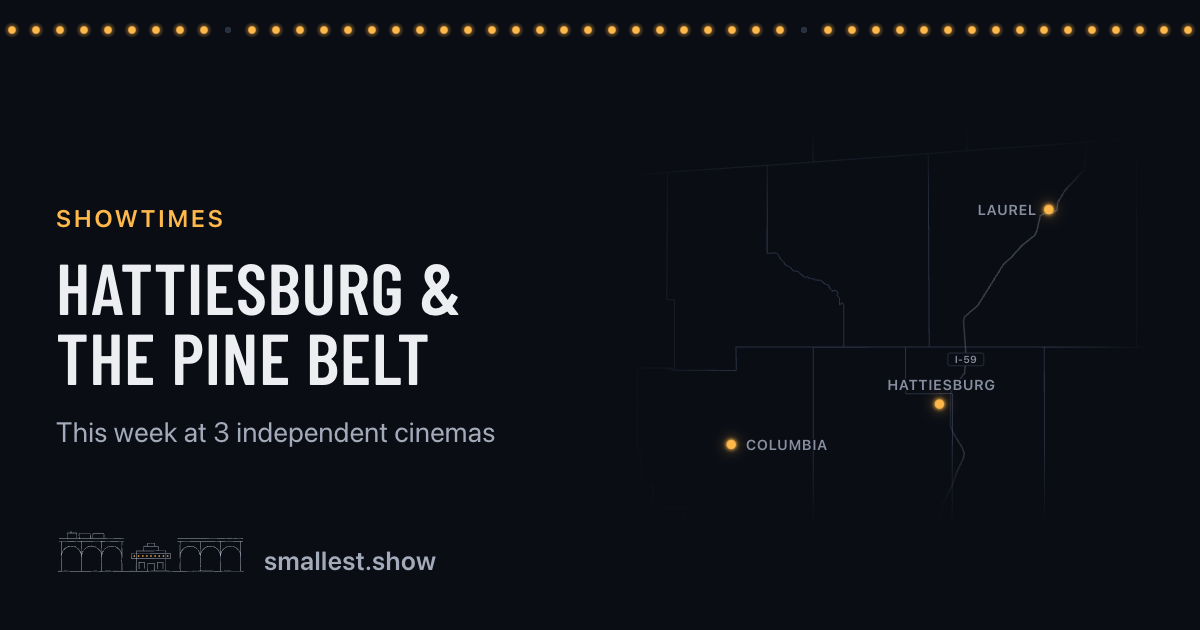 SHOWTIMES
HATTIESBURG &
THE PINE BELT
This week at 3 independent cinemas
smallest.show
LAUREL
I-59
HATTIESBURG
COLUMBIA